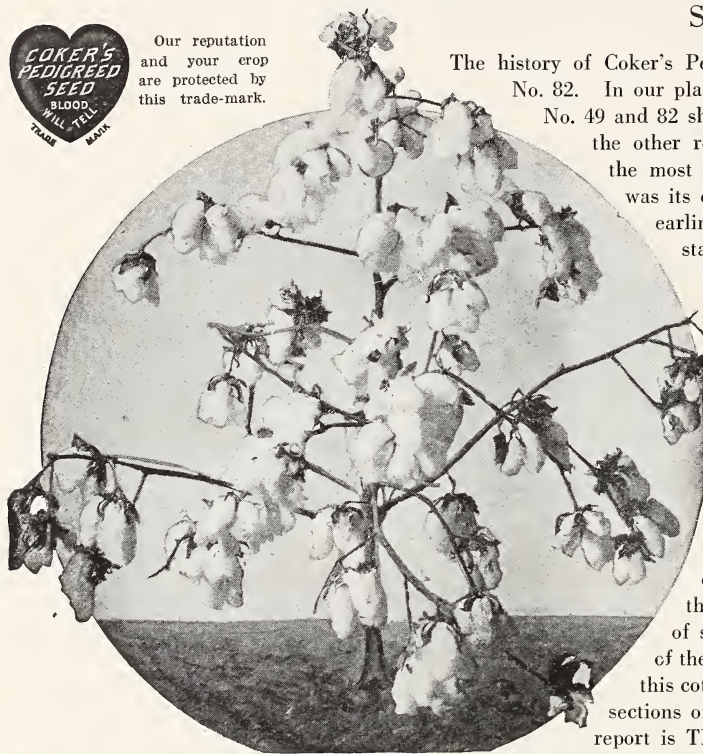 COKER'S
PEDIGREED
SEED
BLOOD
WILL TELL
TRADE MARK
Our reputation
and your crop
are protected by
this trade-mark.
S
The history of Coker's Pe
No. 82. In our pla
No. 49 and 82 sh
the other r
the most
was its
earlin
sta
th
of s
of the
this cot
sections o
report is T